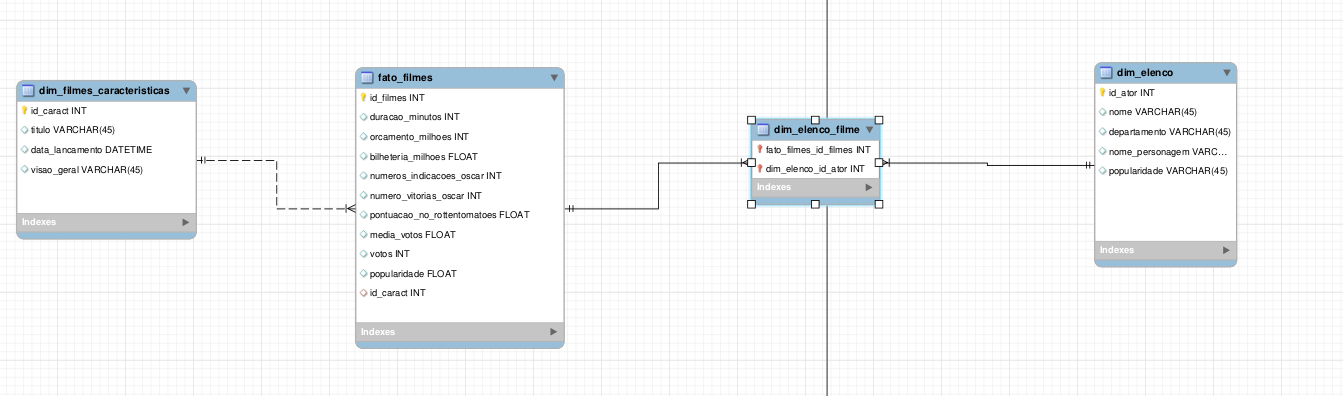 dim_filmes_caracteristicas
id_caract INT
titulo VARCHAR(45)
data_lancamento DATETIME
visao_geral VARCHAR(45)
Indexes
fato_filmes
id_filmes INT
duracao_minutos INT
orcamento_milhoes INT
bilheteria_milhoes FLOAT
numeros_indicacoes_oscar INT
numero_vitorias_oscar INT
pontuacao_no_rottentomatoes FLOAT
media_votos FLOAT
votos INT
popularidade FLOAT
id_caract INT
Indexes
dim_elenco_filme
fato_filmes_id_filmes INT
dim_elenco_id_ator INT
Indexes
dim_elenco
id_ator INT
nome VARCHAR(45)
departamento VARCHAR(45)
nome_personagem VARC...
popularidade VARCHAR(45)
Indexes